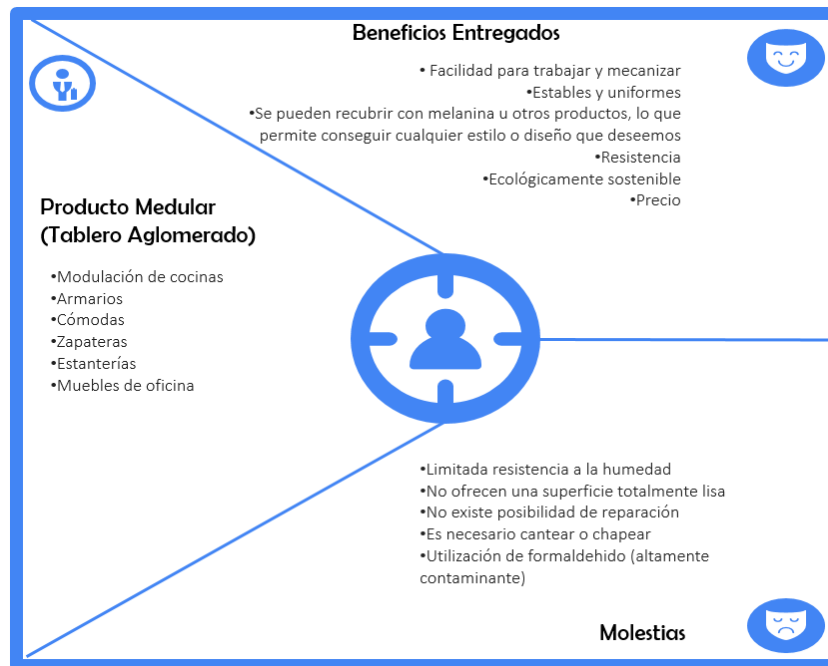 Beneficios Entregados
• Facilidad para trabajar y mecanizar
•Estables y uniformes
•Se pueden recubrir con melanina u otros productos, lo que
permite conseguir cualquier estilo o diseño que deseemos
•Resistencia
•Ecológicamente sostenible
•Precio
Producto Medular
(Tablero Aglomerado)
•Modulación de cocinas
•Armarios
•Cómodas
•Zapateras
•Estanterías
•Muebles de oficina
•Limitada resistencia a la humedad
•No ofrecen una superficie totalmente lisa
•No existe posibilidad de reparación
•Es necesario cantear o chapear
•Utilización de formaldehido (altamente
contaminante)
Molestias